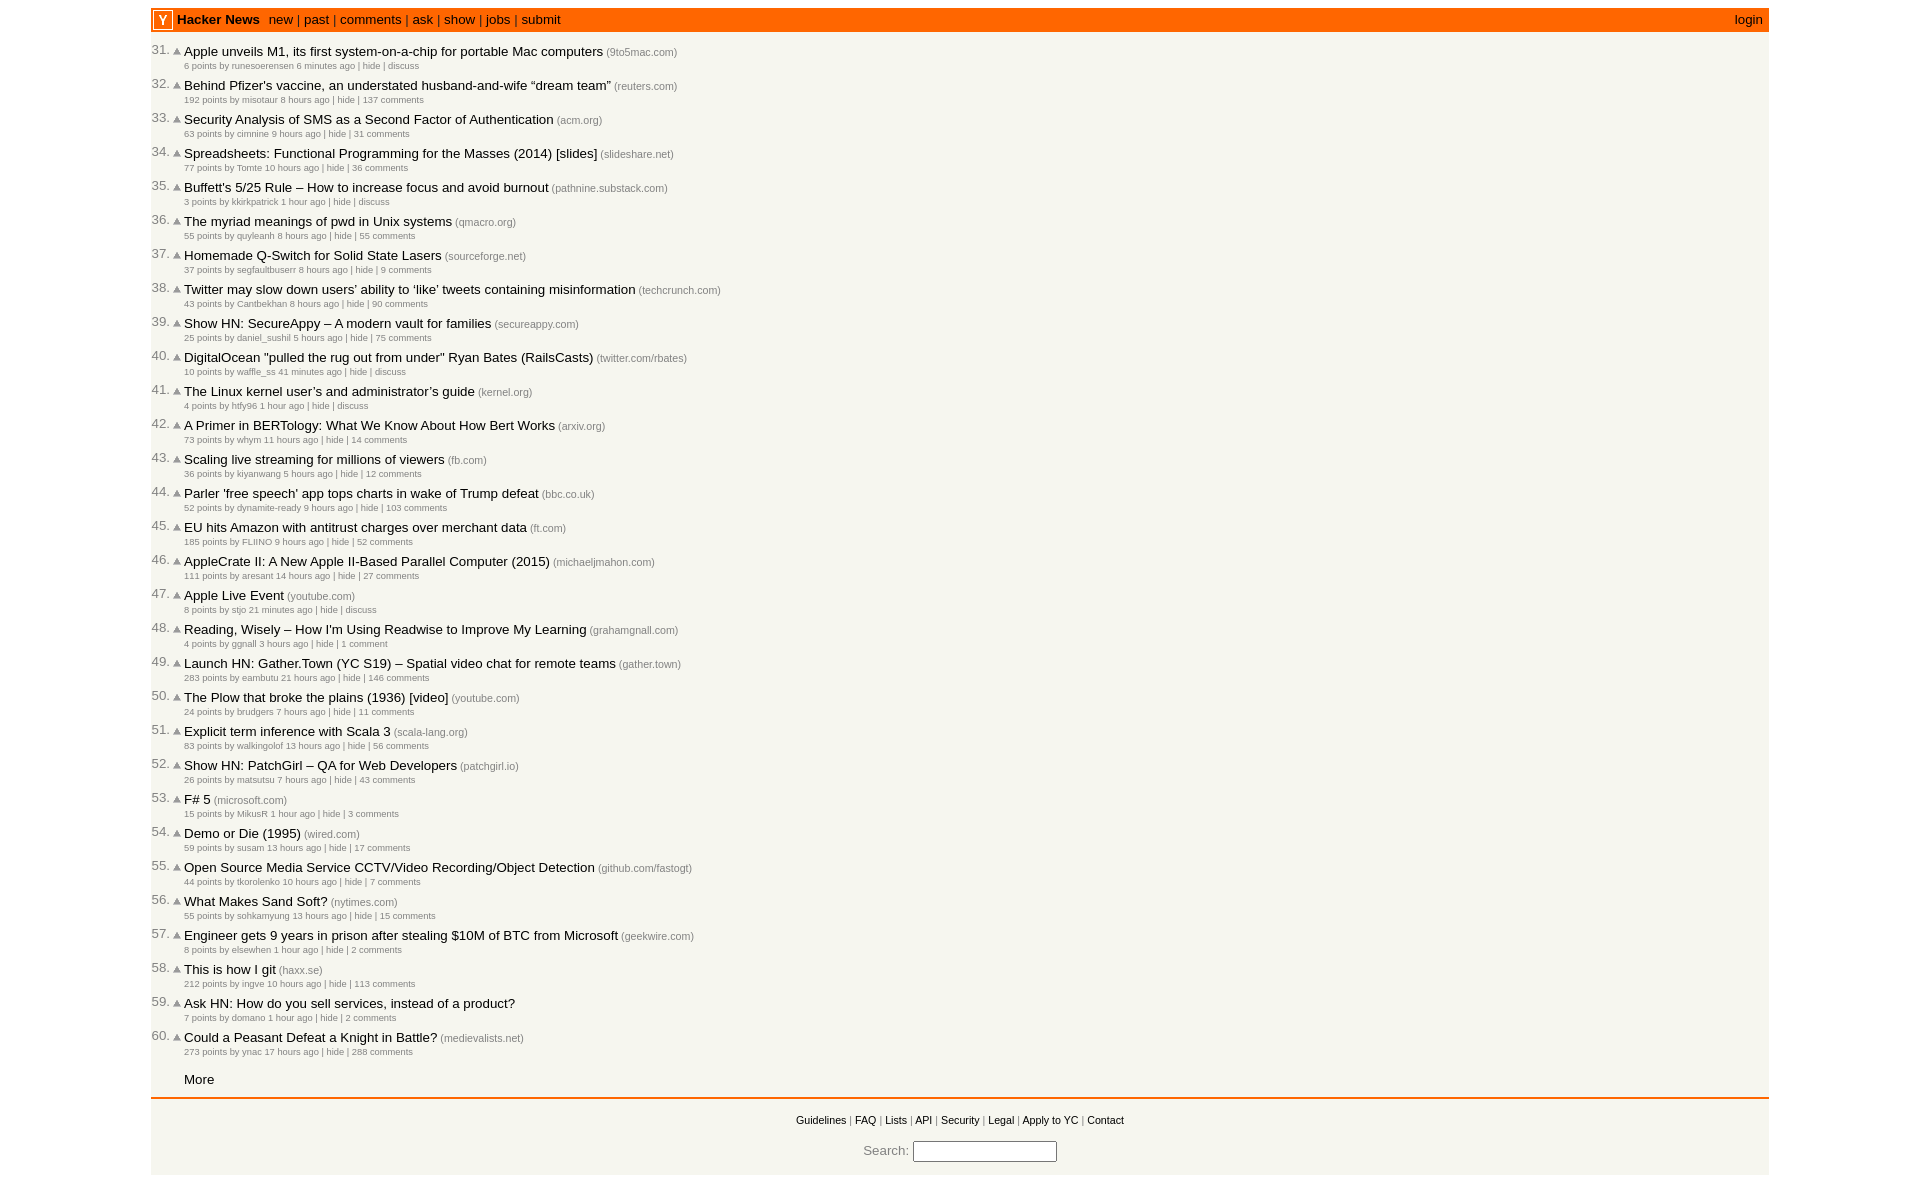 Y Hacker News new | past | comments | ask | show | jobs | submit login
31. Apple unveils M1, its first system-on-a-chip for portable Mac computers (9to5mac.com)
6 points by runesoerensen 6 minutes ago | hide | discuss
32. Behind Pfizer's vaccine, an understated husband-and-wife “dream team” (reuters.com)
192 points by misotaur 8 hours ago | hide | 137 comments
33. Security Analysis of SMS as a Second Factor of Authentication (acm.org)
63 points by cimnine 9 hours ago | hide | 31 comments
34. Spreadsheets: Functional Programming for the Masses (2014) [slides] (slideshare.net)
77 points by Tomte 10 hours ago | hide | 36 comments
35. Buffett's 5/25 Rule – How to increase focus and avoid burnout (pathnine.substack.com)
3 points by kkirkpatrick 1 hour ago | hide | discuss
36. The myriad meanings of pwd in Unix systems (qmacro.org)
55 points by quyleanh 8 hours ago | hide | 55 comments
37. Homemade Q-Switch for Solid State Lasers (sourceforge.net)
37 points by segfaultbuserr 8 hours ago | hide | 9 comments
38. Twitter may slow down users’ ability to ‘like’ tweets containing misinformation (techcrunch.com)
43 points by Cantbekhan 8 hours ago | hide | 90 comments
39. Show HN: SecureAppy – A modern vault for families (secureappy.com)
25 points by daniel_sushil 5 hours ago | hide | 75 comments
40. DigitalOcean "pulled the rug out from under" Ryan Bates (RailsCasts) (twitter.com/rbates)
10 points by waffle_ss 41 minutes ago | hide | discuss
41. The Linux kernel user’s and administrator’s guide (kernel.org)
4 points by htfy96 1 hour ago | hide | discuss
42. A Primer in BERTology: What We Know About How Bert Works (arxiv.org)
73 points by whym 11 hours ago | hide | 14 comments
43. Scaling live streaming for millions of viewers (fb.com)
36 points by kiyanwang 5 hours ago | hide | 12 comments
44. Parler 'free speech' app tops charts in wake of Trump defeat (bbc.co.uk)
52 points by dynamite-ready 9 hours ago | hide | 103 comments
45. EU hits Amazon with antitrust charges over merchant data (ft.com)
185 points by FLIINO 9 hours ago | hide | 52 comments
46. AppleCrate II: A New Apple II-Based Parallel Computer (2015) (michaeljmahon.com)
111 points by aresant 14 hours ago | hide | 27 comments
47. Apple Live Event (youtube.com)
8 points by stjo 21 minutes ago | hide | discuss
48. Reading, Wisely – How I'm Using Readwise to Improve My Learning (grahamgnall.com)
4 points by ggnall 3 hours ago | hide | 1 comment
49. Launch HN: Gather.Town (YC S19) – Spatial video chat for remote teams (gather.town)
283 points by eambutu 21 hours ago | hide | 146 comments
50. The Plow that broke the plains (1936) [video] (youtube.com)
24 points by brudgers 7 hours ago | hide | 11 comments
51. Explicit term inference with Scala 3 (scala-lang.org)
83 points by walkingolof 13 hours ago | hide | 56 comments
52. Show HN: PatchGirl – QA for Web Developers (patchgirl.io)
26 points by matsutsu 7 hours ago | hide | 43 comments
53. F# 5 (microsoft.com)
15 points by MikusR 1 hour ago | hide | 3 comments
54. Demo or Die (1995) (wired.com)
59 points by susam 13 hours ago | hide | 17 comments
55. Open Source Media Service CCTV/Video Recording/Object Detection (github.com/fastogt)
44 points by tkorolenko 10 hours ago | hide | 7 comments
56. What Makes Sand Soft? (nytimes.com)
55 points by sohkamyung 13 hours ago | hide | 15 comments
57. Engineer gets 9 years in prison after stealing $10M of BTC from Microsoft (geekwire.com)
8 points by elsewhen 1 hour ago | hide | 2 comments
58. This is how I git (haxx.se)
212 points by ingve 10 hours ago | hide | 113 comments
59. Ask HN: How do you sell services, instead of a product?
7 points by domano 1 hour ago | hide | 2 comments
60. Could a Peasant Defeat a Knight in Battle? (medievalists.net)
273 points by ynac 17 hours ago | hide | 288 comments
More
Guidelines | FAQ | Lists | API | Security | Legal | Apply to YC | Contact
Search: